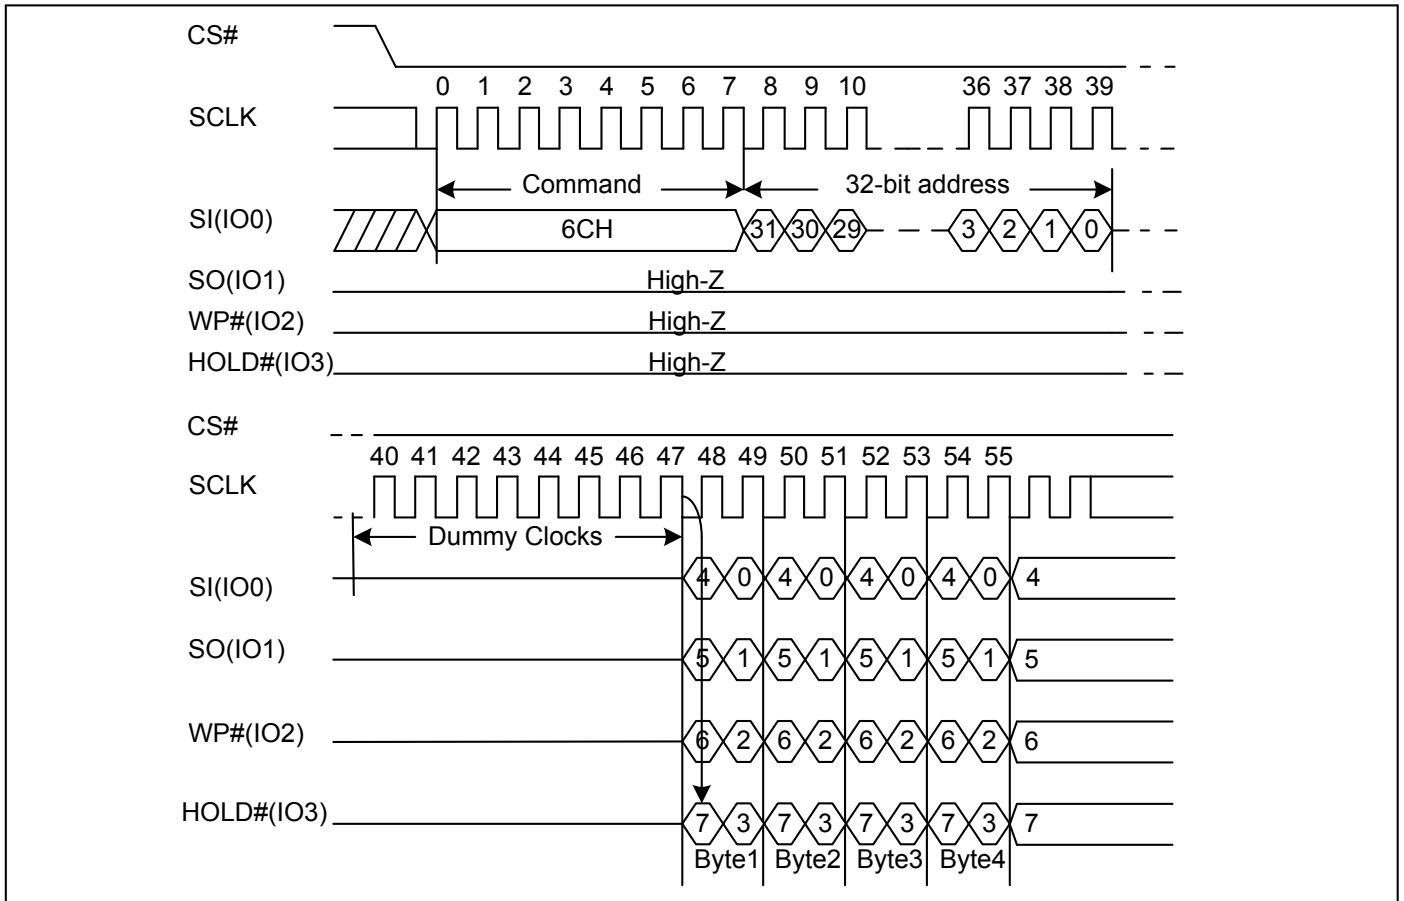 CS#
0 1 2 3 4 5 6 7 8 9 10 36 37 38 39
SCLK
Command 32-bit address
SI(IO0) 6CH 31 30 29 3 2 1 0
SO(IO1) High-Z
WP#(IO2) High-Z
HOLD#(IO3) High-Z
CS#
40 41 42 43 44 45 46 47 48 49 50 51 52 53 54 55
SCLK
Dummy Clocks
SI(IO0) 4 0 4 0 4 0 4 0 4
SO(IO1) 5 1 5 1 5 1 5 1 5
WP#(IO2) 6 2 6 2 6 2 6 2 6
HOLD#(IO3) 7 3 7 3 7 3 7 3 7
Byte1 Byte2 Byte3 Byte4